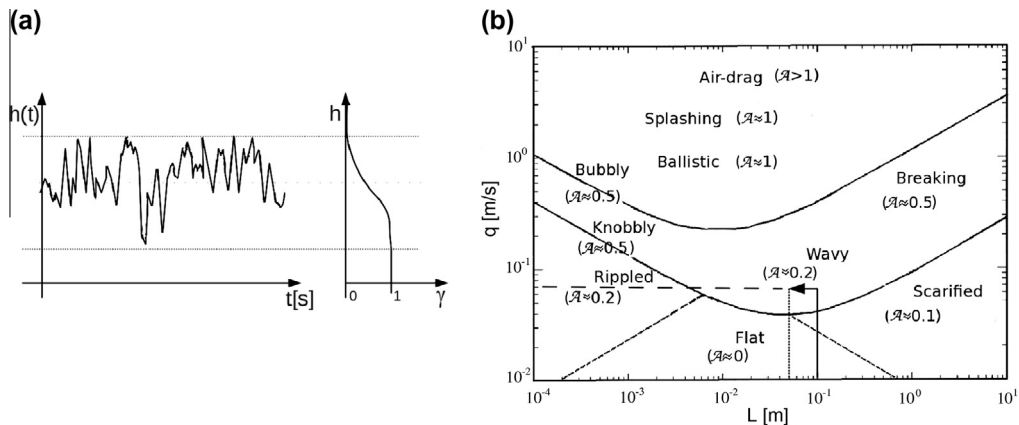 (a)
h(t)
t[s]
h
0
1
γ
(b)
q [m/s]
10¹
10⁰
10⁻¹
10⁻²
Air-drag (𝒜>1)
Splashing (𝒜≈1)
Ballistic (𝒜≈1)
Bubbly
(𝒜≈0.5)
Breaking
(𝒜≈0.5)
Knobbly
(𝒜≈0.5)
Wavy
(𝒜≈0.2)
Rippled
(𝒜≈0.2)
Scarified
(𝒜≈0.1)
Flat
(𝒜≈0)
10⁻⁴ 10⁻³ 10⁻² 10⁻¹ 10⁰ 10¹
L [m]